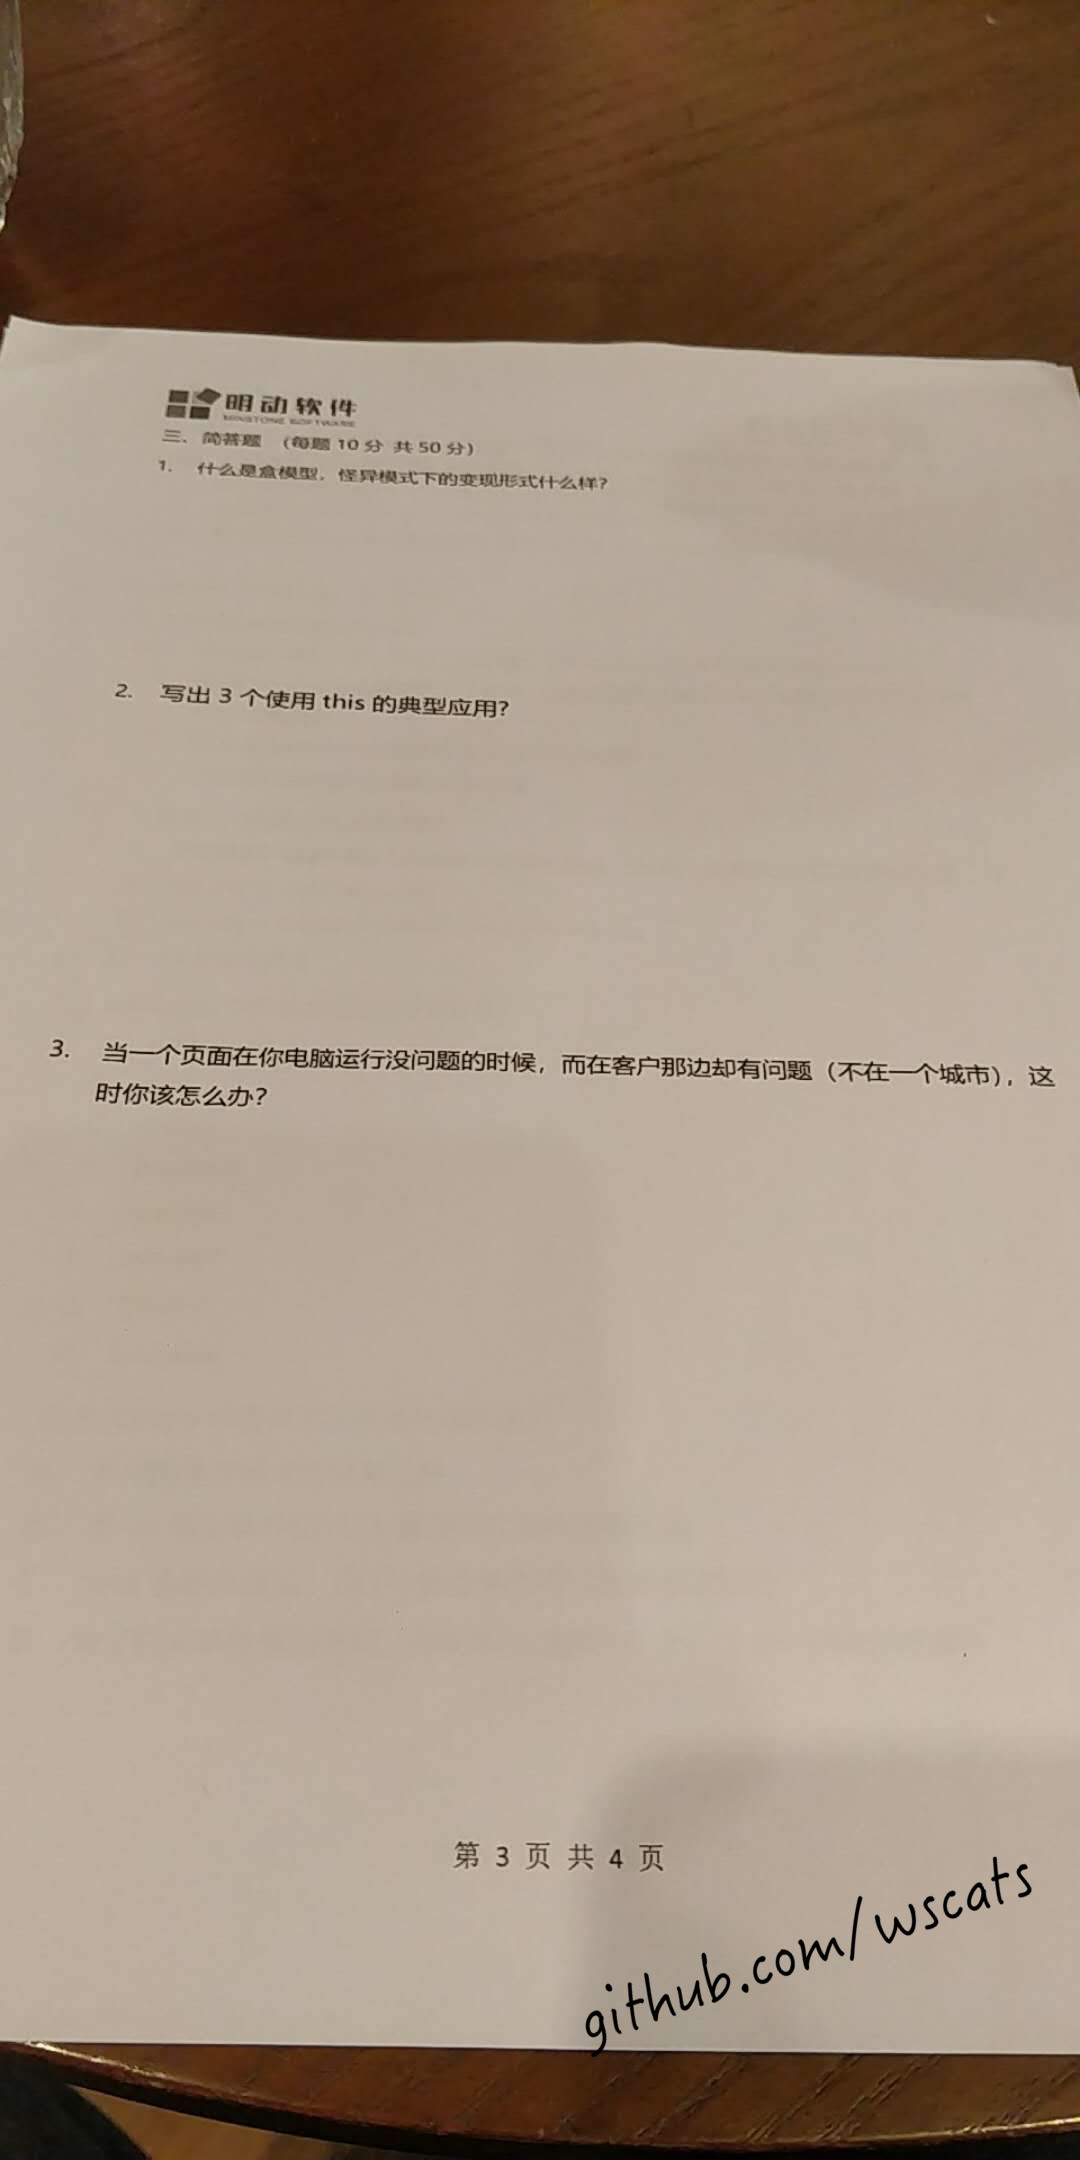 明动软件
MINSTONE SOFTWARE
三、简答题 （每题 10 分 共 50 分）
1. 什么是盒模型，怪异模式下的变现形式什么样？
2. 写出 3 个使用 this 的典型应用？
3. 当一个页面在你电脑运行没问题的时候，而在客户那边却有问题（不在一个城市），这
时你该怎么办？
第 3 页 共 4 页
github.com/wscats